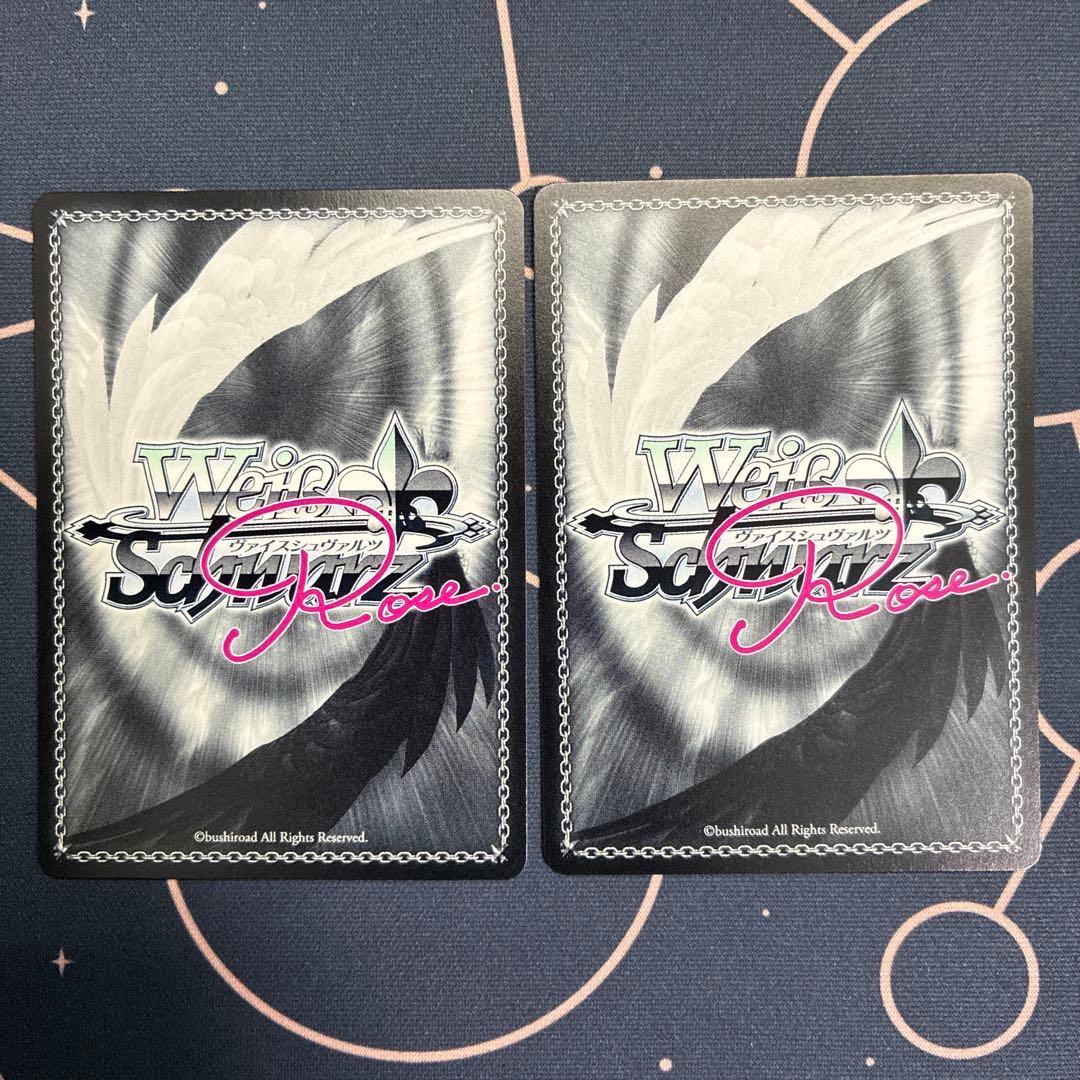 Weiß
ヴァイスシュヴァルツ
Schwarz
Rose.
©bushiroad All Rights Reserved.
Weiß
ヴァイスシュヴァルツ
Schwarz
Rose.
©bushiroad All Rights Reserved.